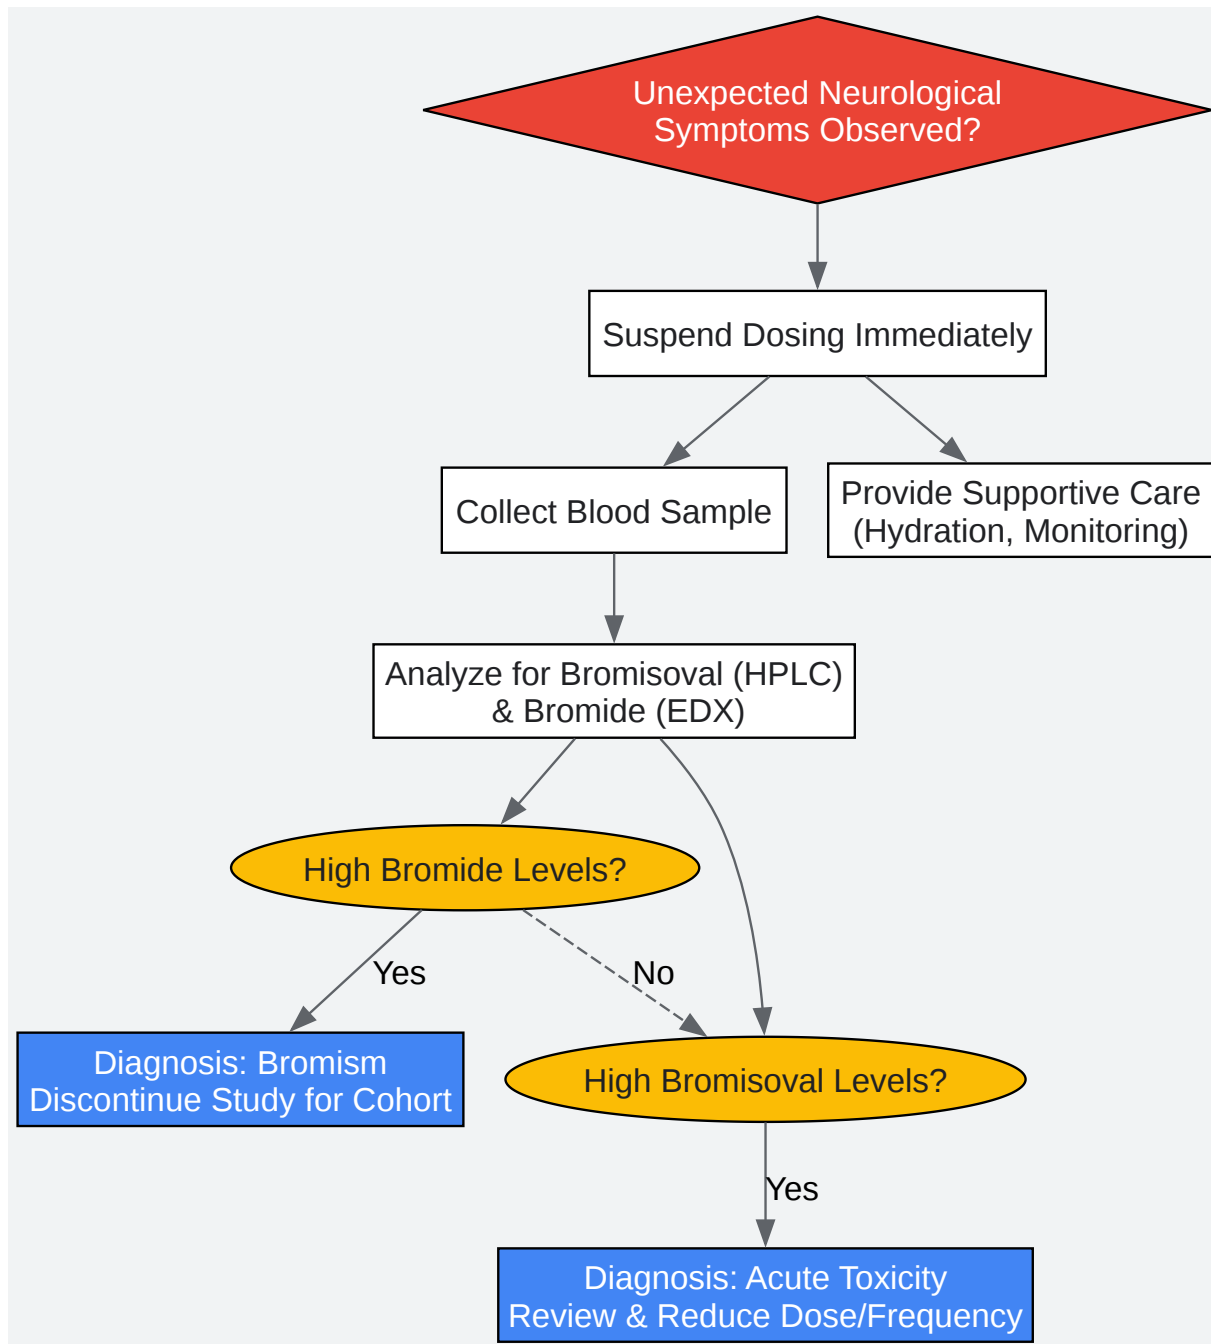 Unexpected Neurological
Symptoms Observed?
Suspend Dosing Immediately
Collect Blood Sample
Provide Supportive Care
(Hydration, Monitoring)
Analyze for Bromisoval (HPLC)
& Bromide (EDX)
High Bromide Levels?
Yes
No
Diagnosis: Bromism
Discontinue Study for Cohort
High Bromisoval Levels?
Yes
Diagnosis: Acute Toxicity
Review & Reduce Dose/Frequency